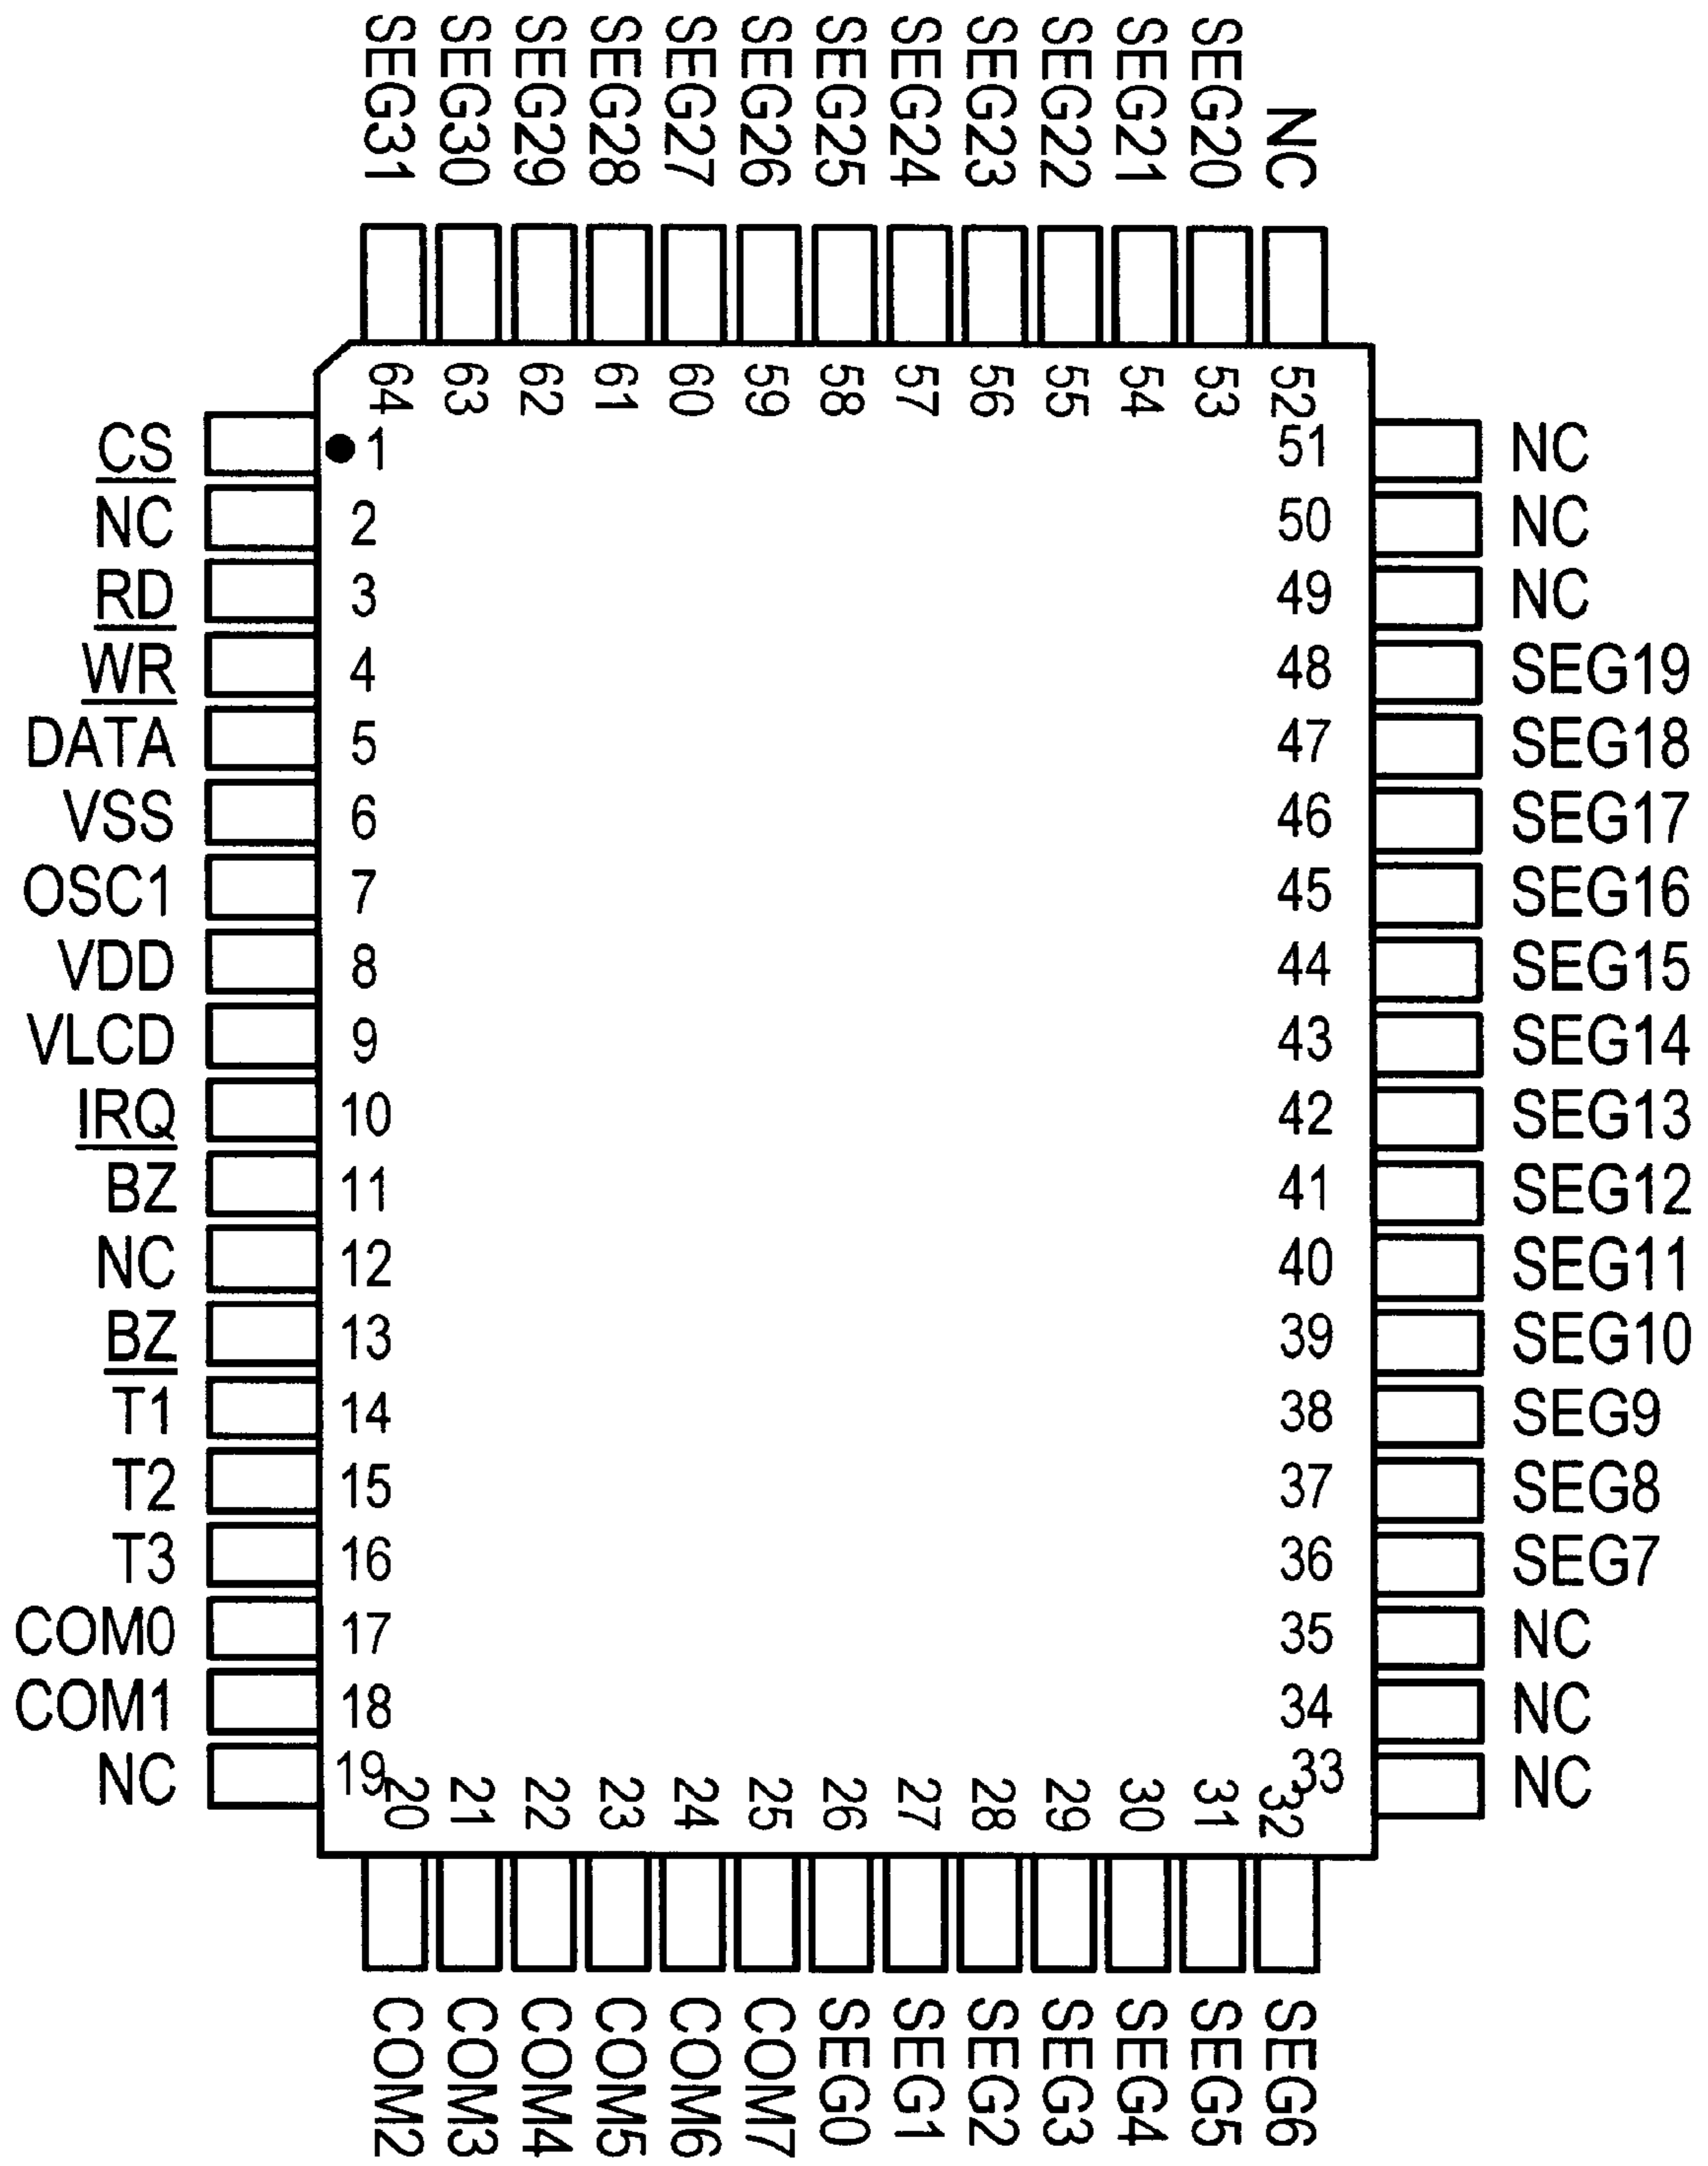 SEG31
SEG30
SEG29
SEG28
SEG27
SEG26
SEG25
SEG24
SEG23
SEG22
SEG21
SEG20
NC
64
63
62
61
60
59
58
57
56
55
54
53
52
CS 1 51 NC
NC 2 50 NC
RD 3 49 NC
WR 4 48 SEG19
DATA 5 47 SEG18
VSS 6 46 SEG17
OSC1 7 45 SEG16
VDD 8 44 SEG15
VLCD 9 43 SEG14
IRQ 10 42 SEG13
BZ 11 41 SEG12
NC 12 40 SEG11
BZ 13 39 SEG10
T1 14 38 SEG9
T2 15 37 SEG8
T3 16 36 SEG7
COM0 17 35 NC
COM1 18 34 NC
NC 19 33 NC
20
21
22
23
24
25
26
27
28
29
30
31
32
COM2
COM3
COM4
COM5
COM6
COM7
SEG0
SEG1
SEG2
SEG3
SEG4
SEG5
SEG6